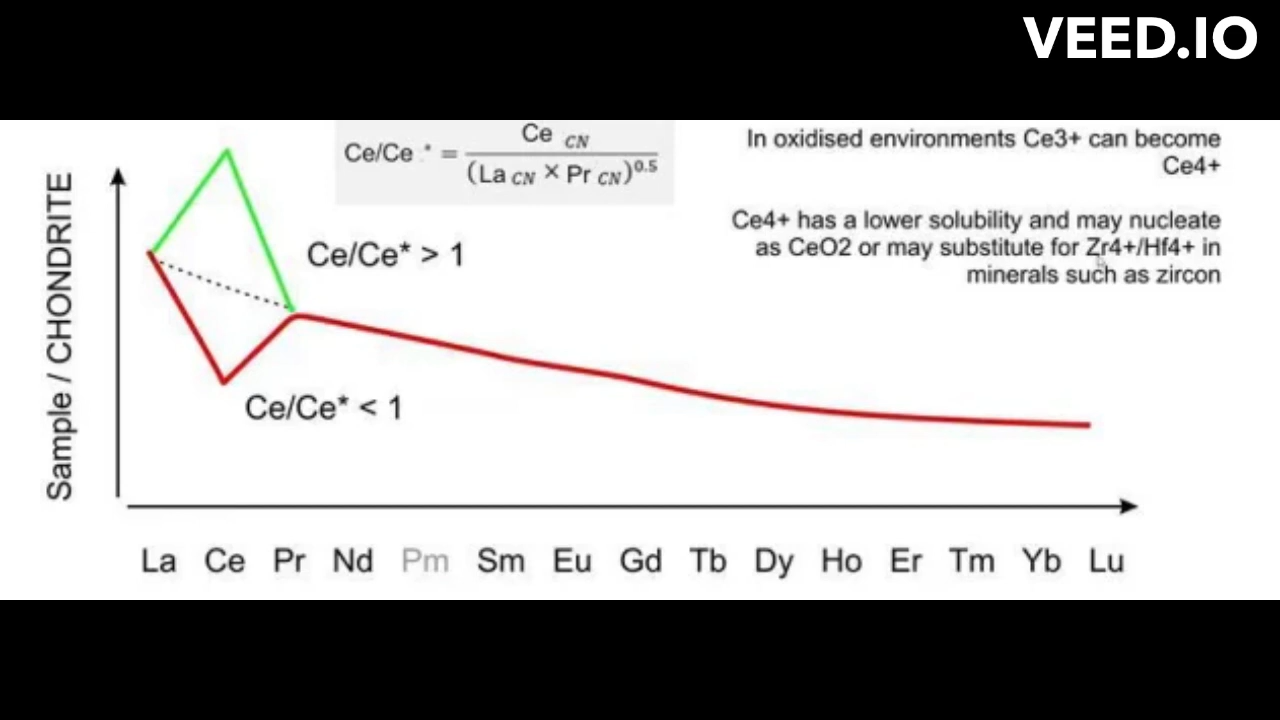 VEED.IO
Ce/Ce * = Ce CN / (La CN × Pr CN)^0.5
In oxidised environments Ce3+ can become
Ce4+
Ce4+ has a lower solubility and may nucleate
as CeO2 or may substitute for Zr4+/Hf4+ in
minerals such as zircon
Ce/Ce* > 1
Ce/Ce* < 1
Sample / CHONDRITE
La Ce Pr Nd Pm Sm Eu Gd Tb Dy Ho Er Tm Yb Lu